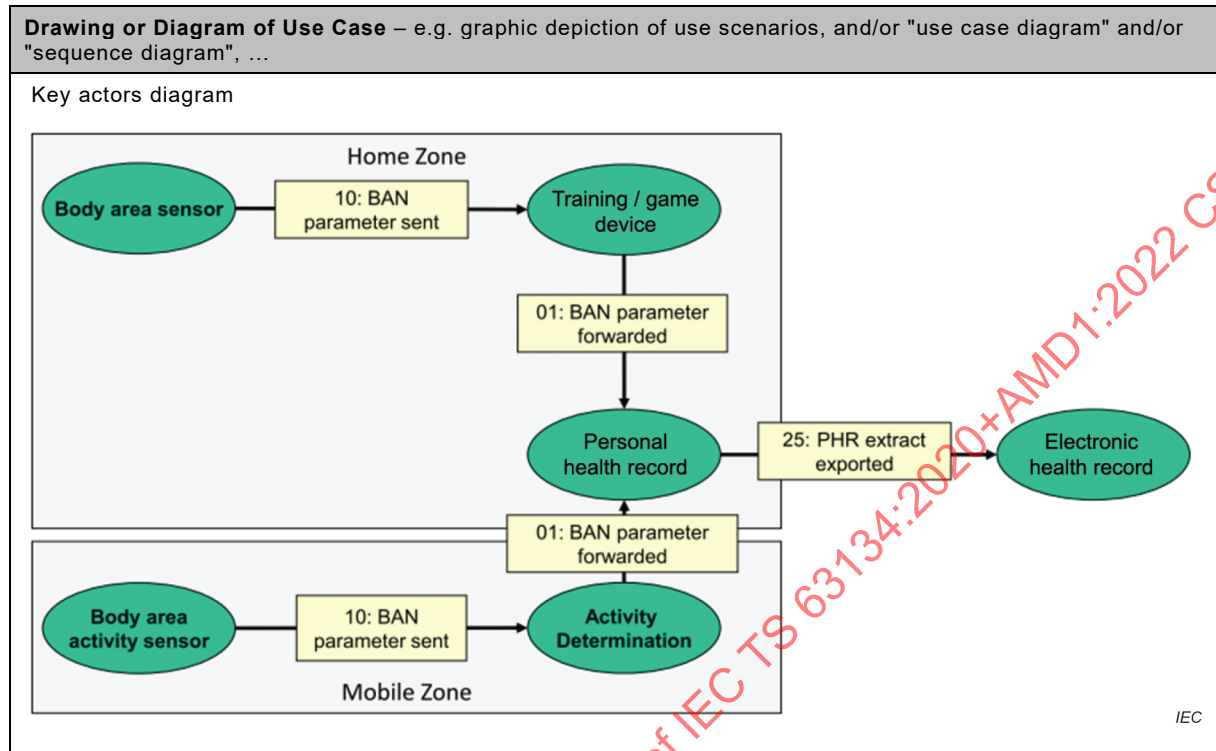 Drawing or Diagram of Use Case – e.g. graphic depiction of use scenarios, and/or "use case diagram" and/or
"sequence diagram", ...
Key actors diagram
Home Zone
Body area sensor
10: BAN
parameter sent
Training / game
device
01: BAN parameter
forwarded
Personal
health record
25: PHR extract
exported
Electronic
health record
01: BAN parameter
forwarded
Body area
activity sensor
10: BAN
parameter sent
Activity
Determination
Mobile Zone
IEC
of IEC TS 63134:2020+AMD1:2022